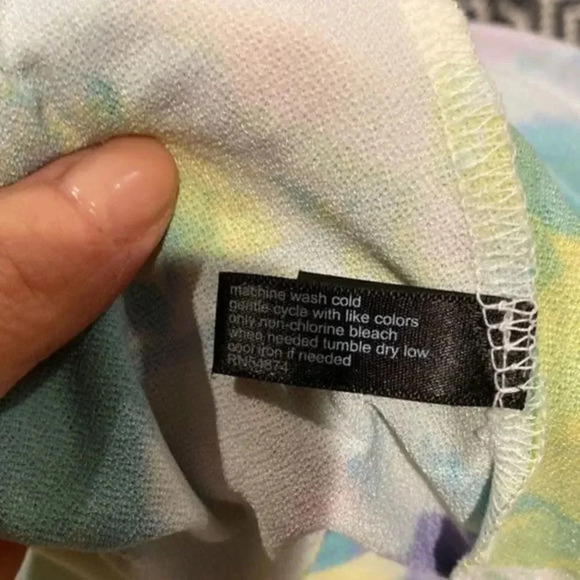 machine wash cold
gentle cycle with like colors
only non-chlorine bleach
when needed tumble dry low
cool iron if needed